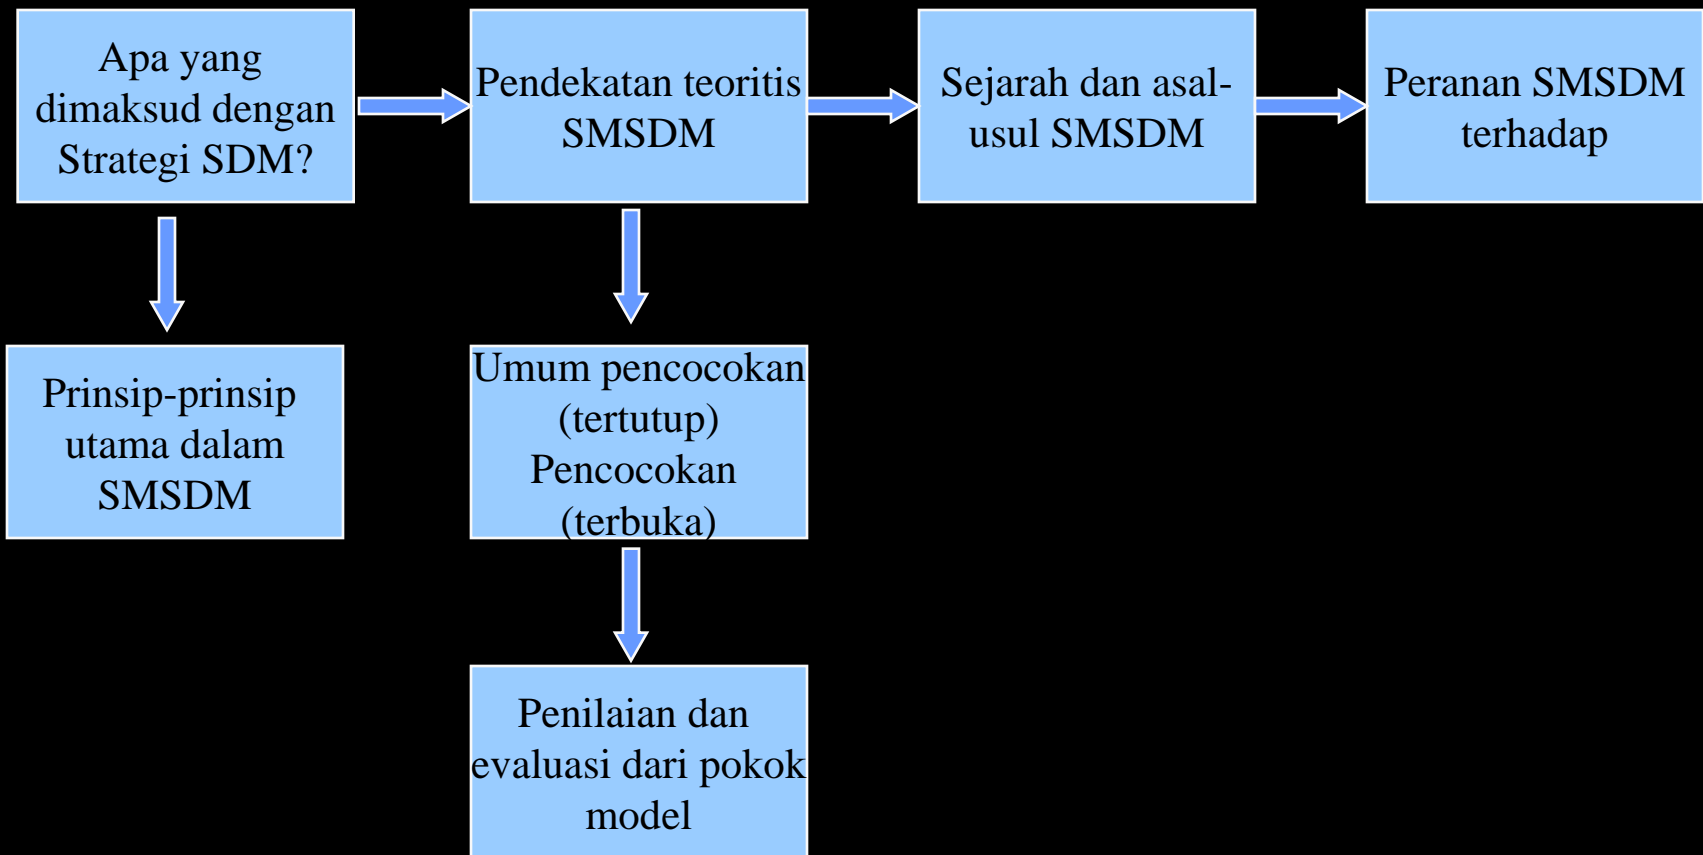 Apa yang
dimaksud dengan
Strategi SDM?
Pendekatan teoritis
SMSDM
Sejarah dan asal-
usul SMSDM
Peranan SMSDM
terhadap
Prinsip-prinsip
utama dalam
SMSDM
Umum pencocokan
(tertutup)
Pencocokan
(terbuka)
Penilaian dan
evaluasi dari pokok
model